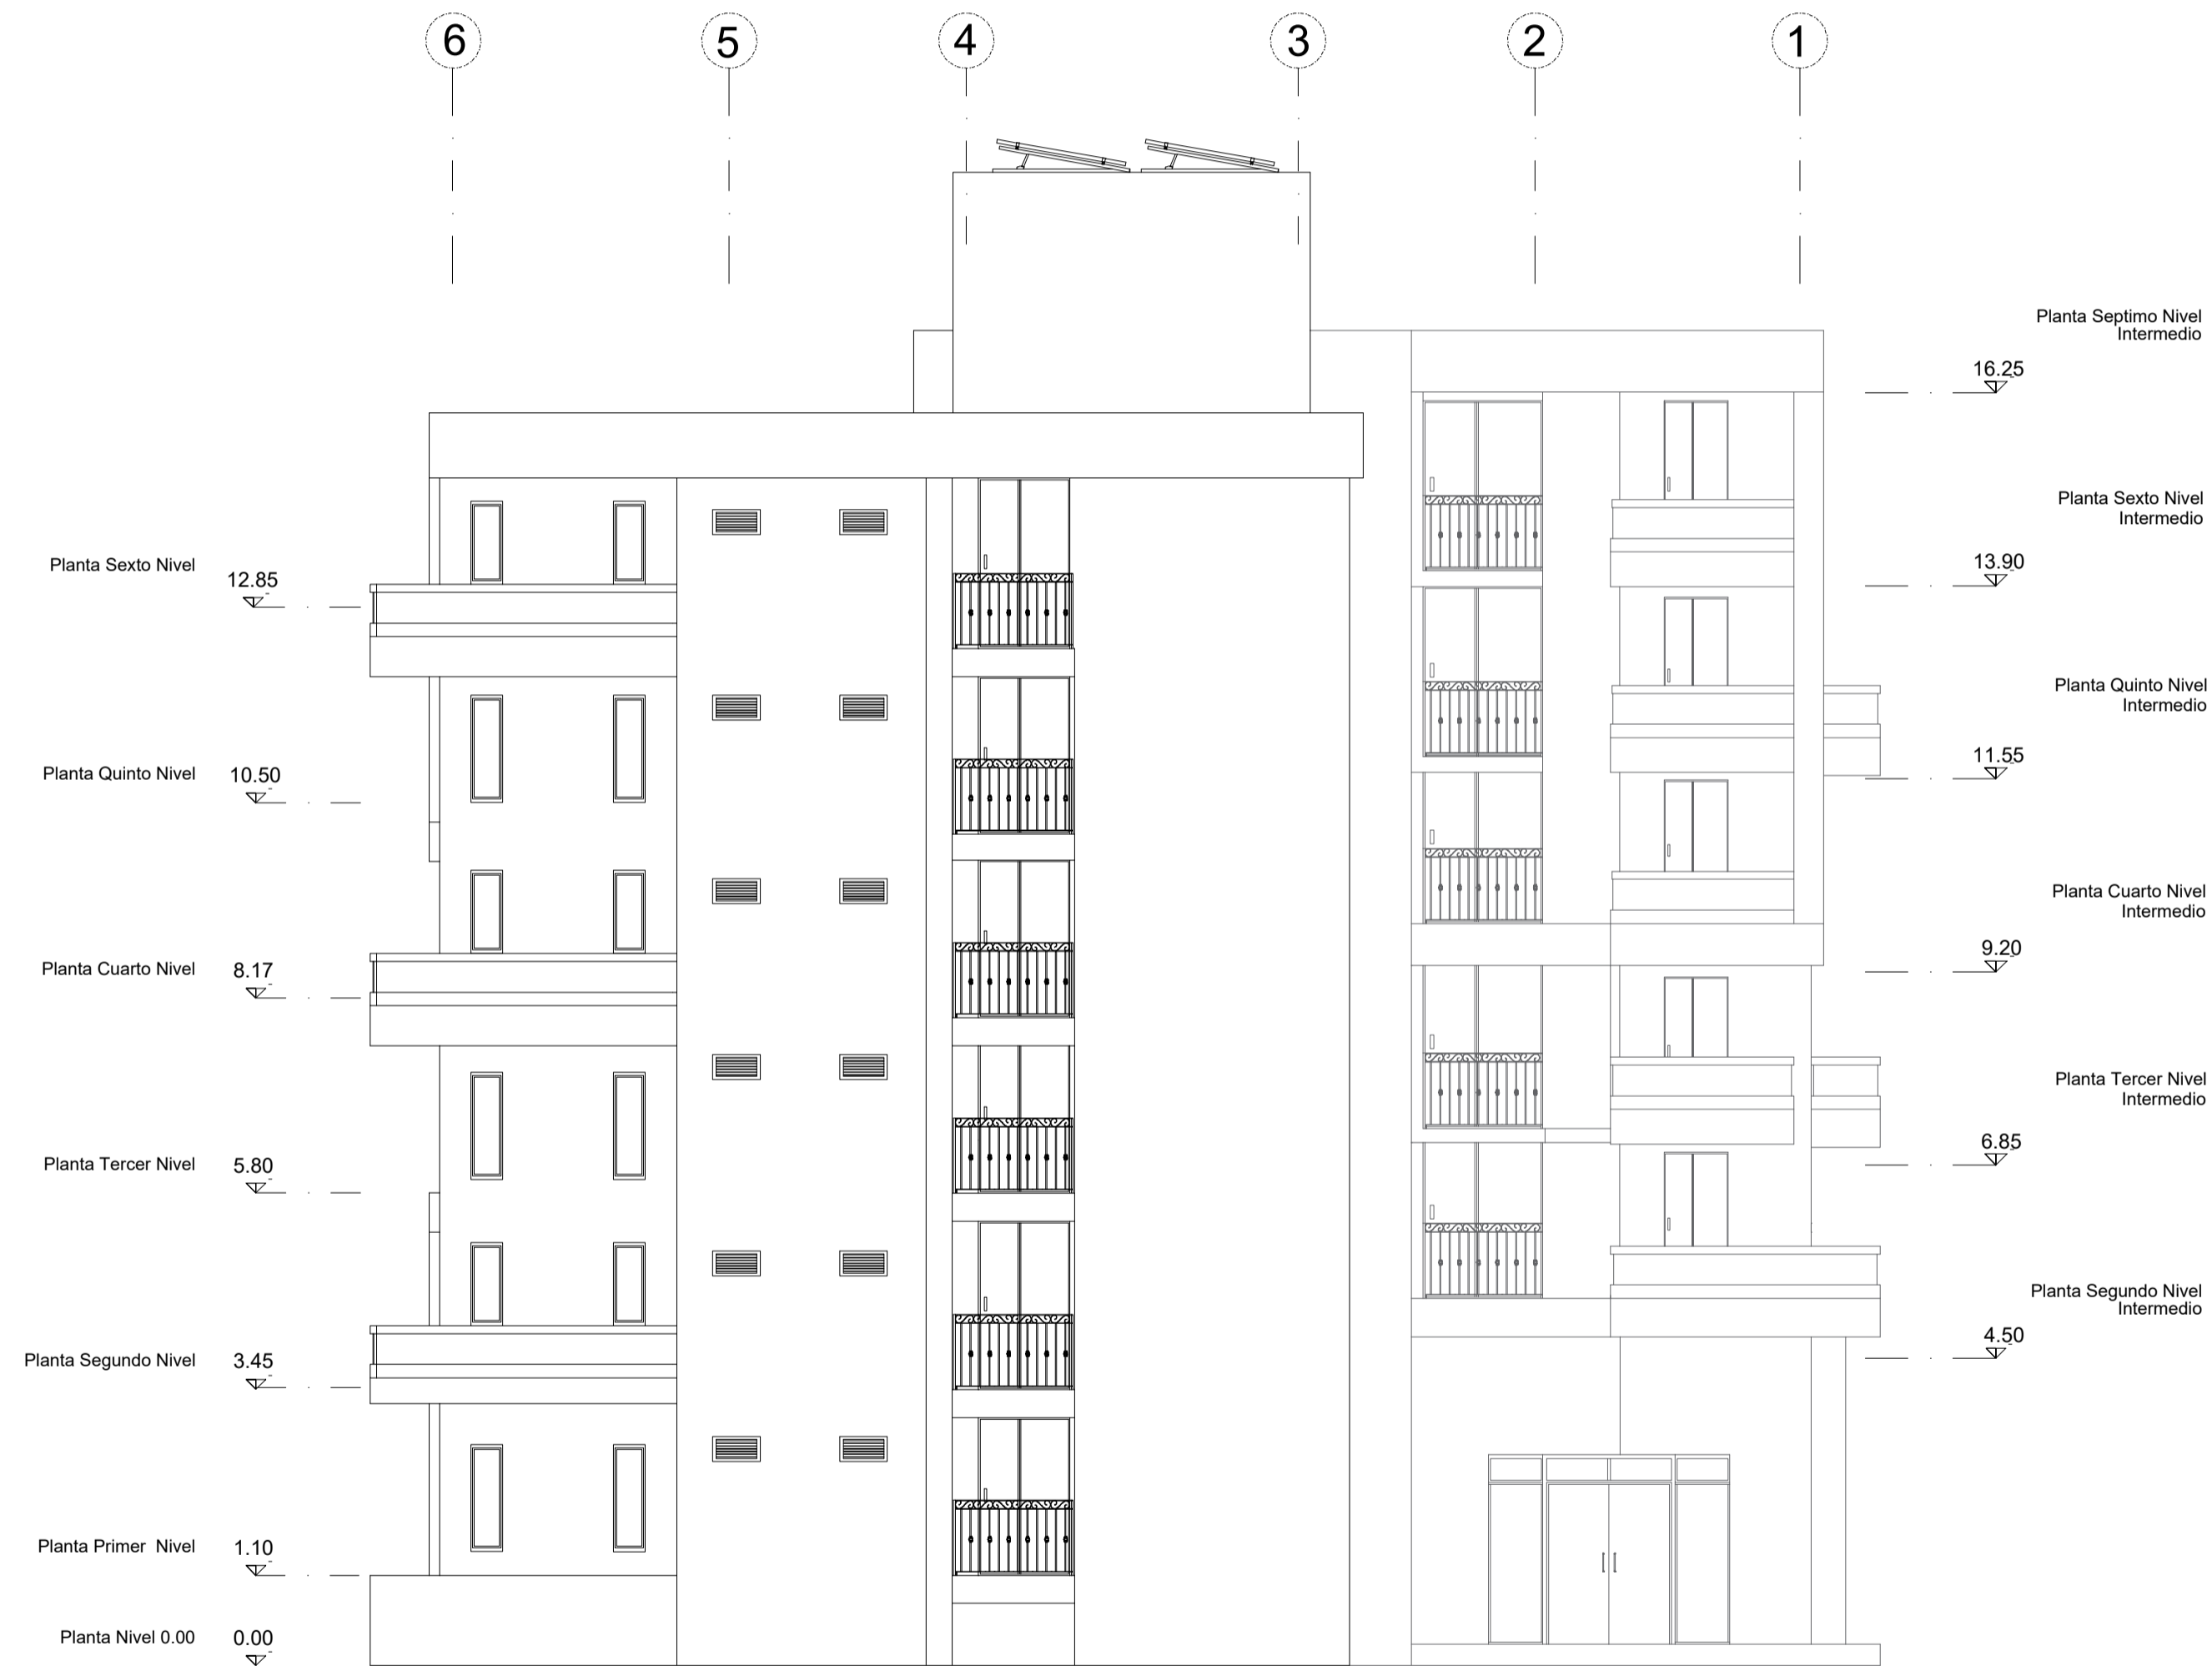 6 5 4 3 2 1
Planta Septimo Nivel
Intermedio
16.25
Planta Sexto Nivel
Intermedio
13.90
Planta Sexto Nivel
12.85
Planta Quinto Nivel
Intermedio
11.55
Planta Quinto Nivel
10.50
Planta Cuarto Nivel
Intermedio
9.20
Planta Cuarto Nivel
8.17
Planta Tercer Nivel
Intermedio
6.85
Planta Tercer Nivel
5.80
Planta Segundo Nivel
Intermedio
4.50
Planta Segundo Nivel
3.45
Planta Primer Nivel
1.10
Planta Nivel 0.00
0.00